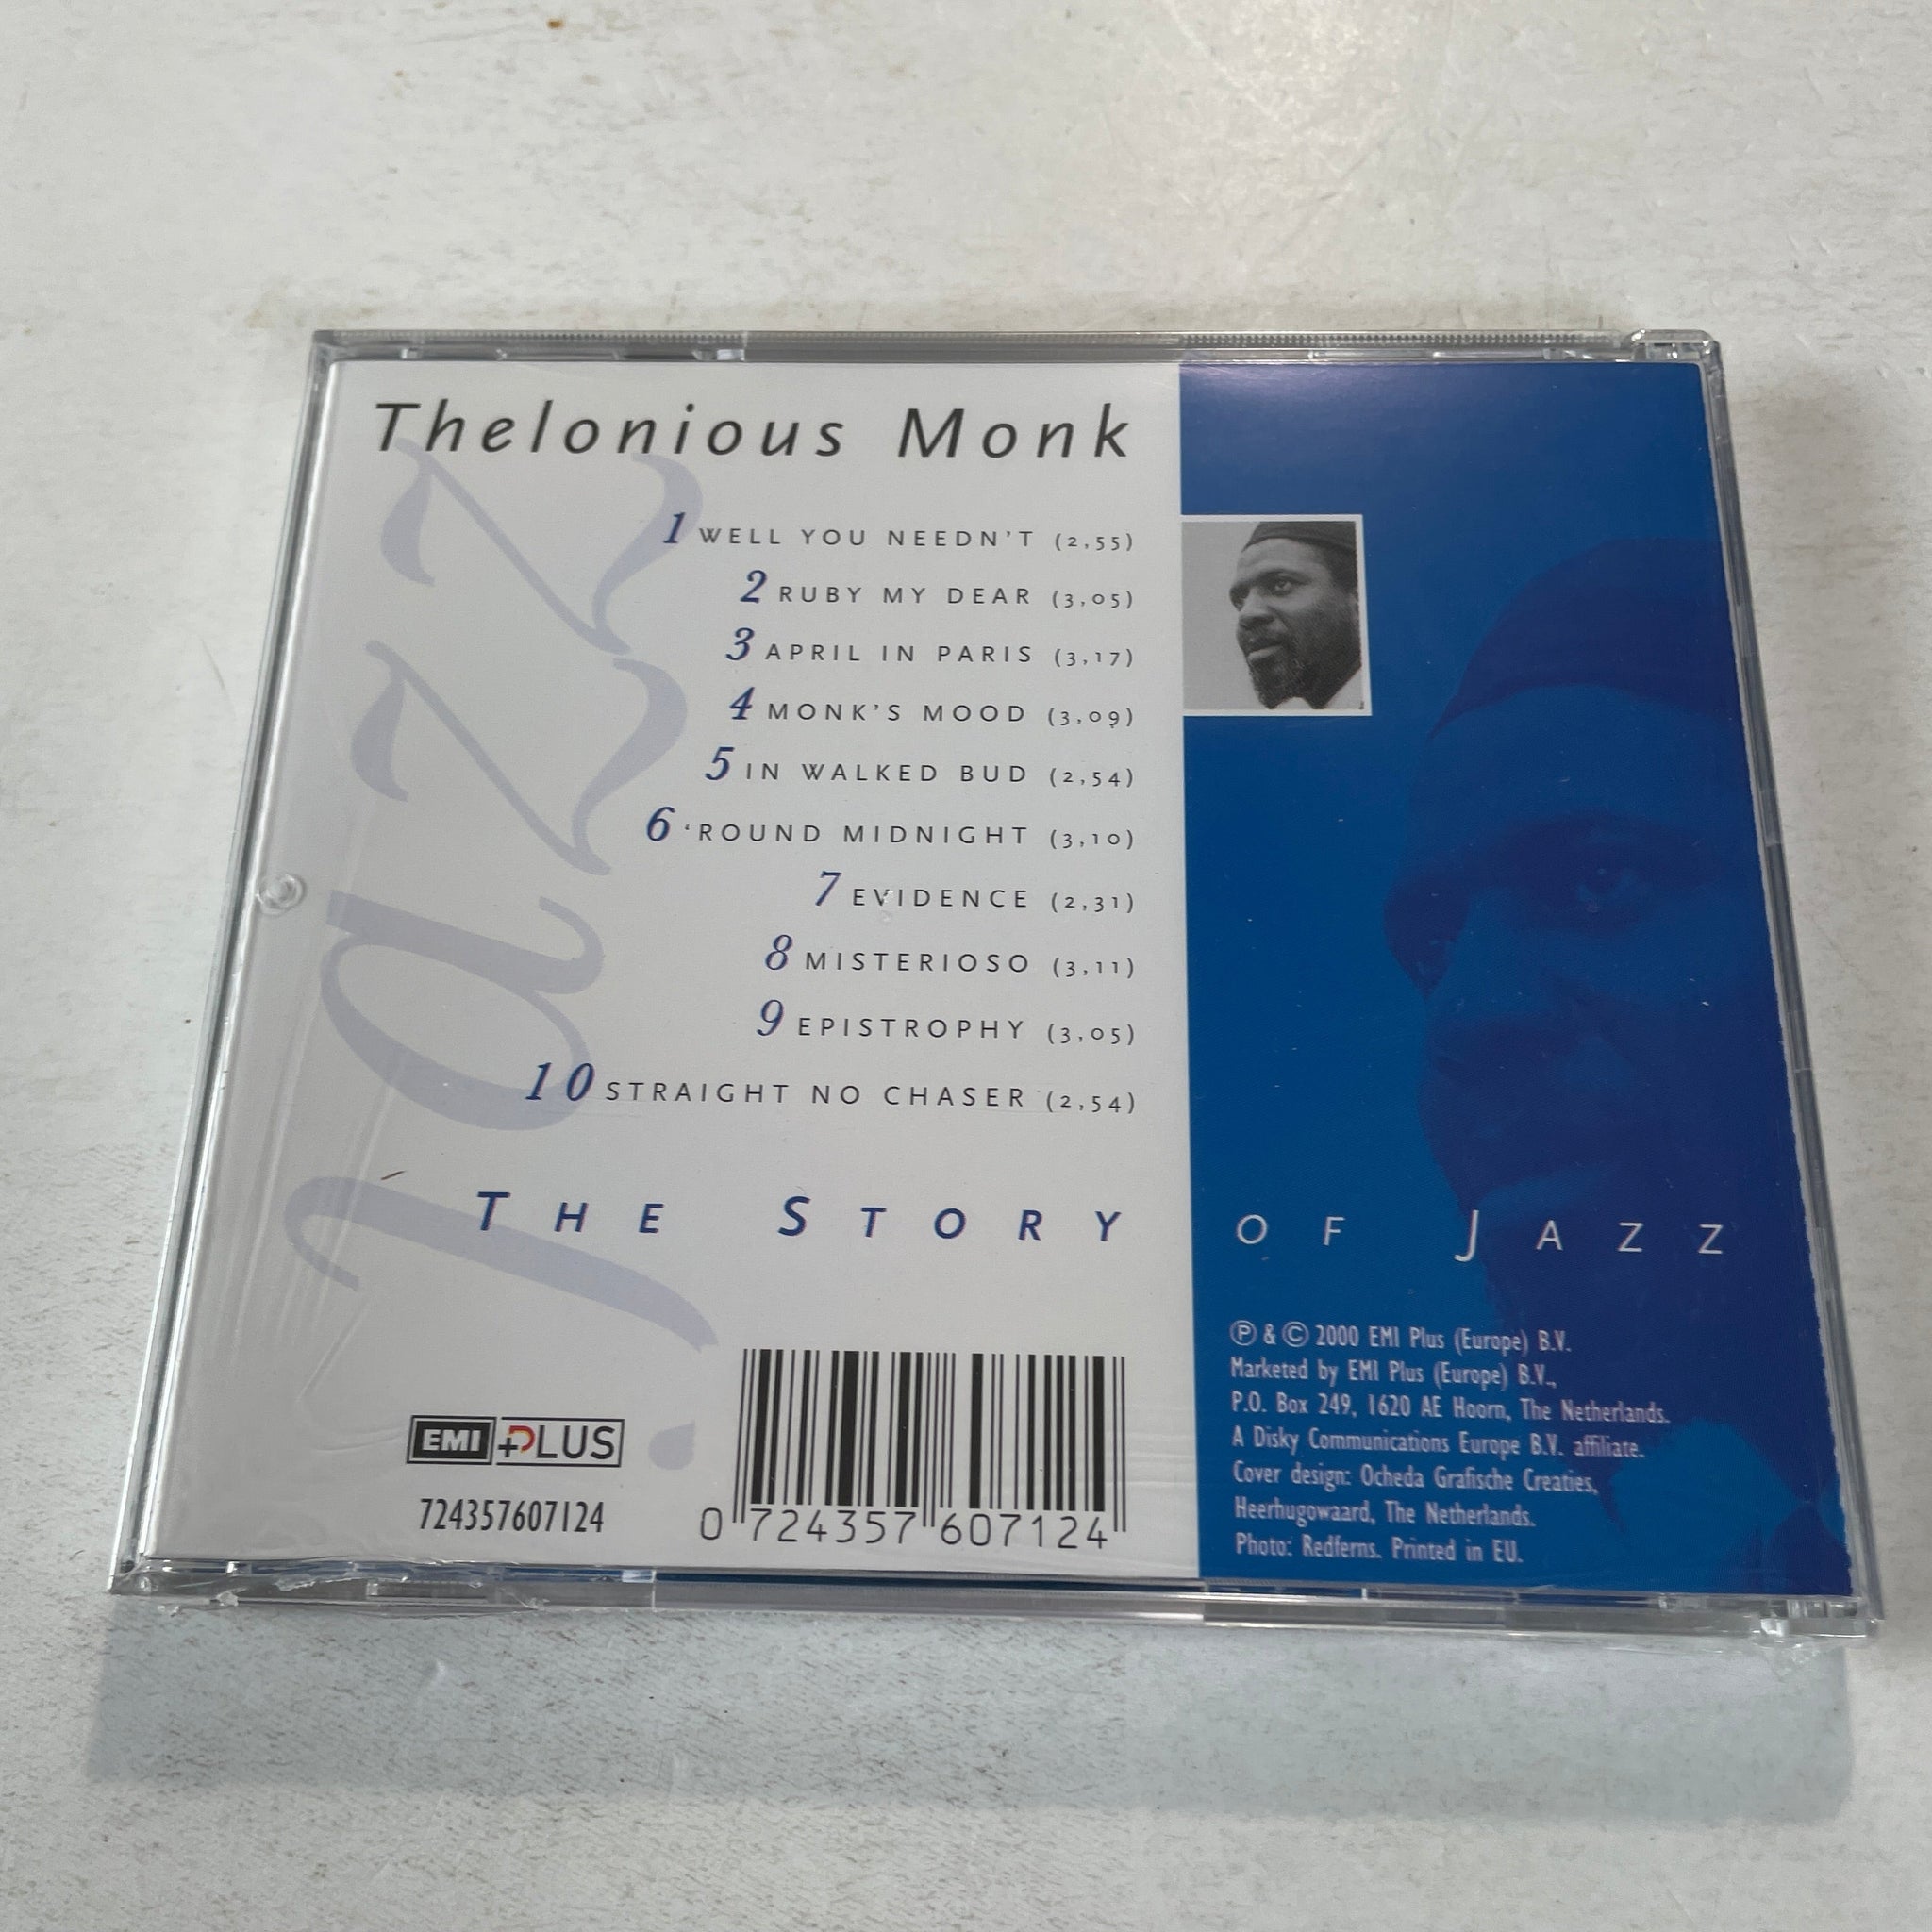 Thelonious Monk
Jazz
1 WELL YOU NEEDN'T (2,55)
2 RUBY MY DEAR (3,05)
3 APRIL IN PARIS (3,17)
4 MONK'S MOOD (3,09)
5 IN WALKED BUD (2,54)
6 'ROUND MIDNIGHT (3,10)
7 EVIDENCE (2,31)
8 MISTERIOSO (3,11)
9 EPISTROPHY (3,05)
10 STRAIGHT NO CHASER (2,54)
THE STORY OF JAZZ
EMI PLUS
724357607124
0 724357 607124
℗ & © 2000 EMI Plus (Europe) B.V.
Marketed by EMI Plus (Europe) B.V.,
P.O. Box 249, 1620 AE Hoorn, The Netherlands.
A Disky Communications Europe B.V. affiliate.
Cover design: Ocheda Grafische Creaties,
Heerhugowaard, The Netherlands.
Photo: Redferns. Printed in EU.